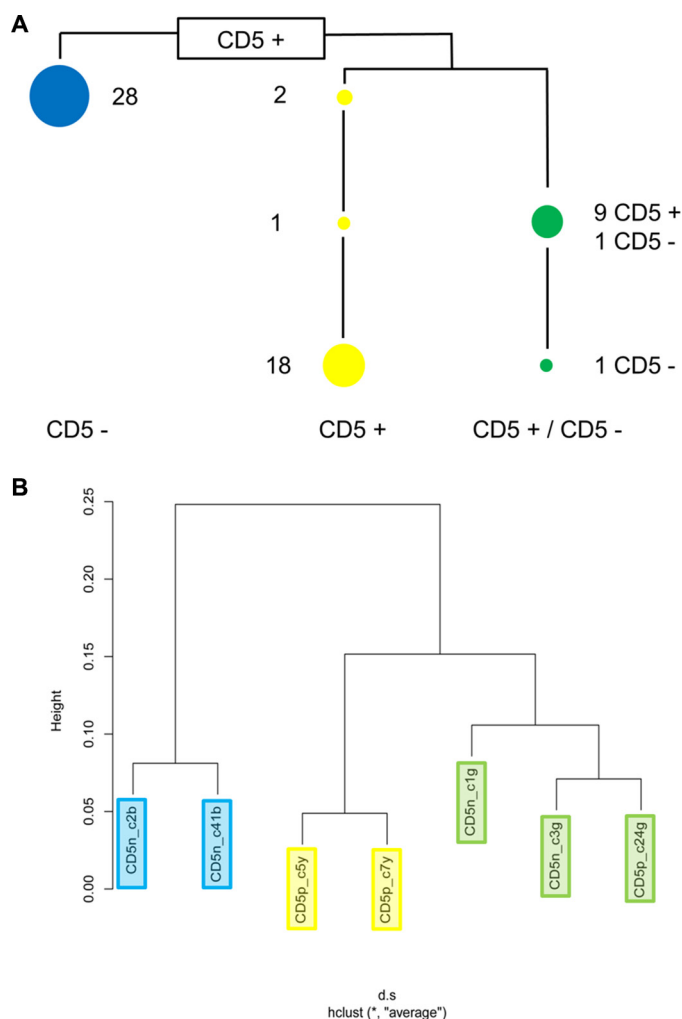 A
CD5 +
28
2
1
9 CD5 +
1 CD5 -
18
1 CD5 -
CD5 -
CD5 +
CD5 + / CD5 -
B
Height
0.25
0.20
0.15
0.10
0.05
0.00
CD5n_c2b
CD5n_c41b
CD5p_c5y
CD5p_c7y
CD5n_c1g
CD5n_c3g
CD5p_c24g
d.s
hclust (*, "average")